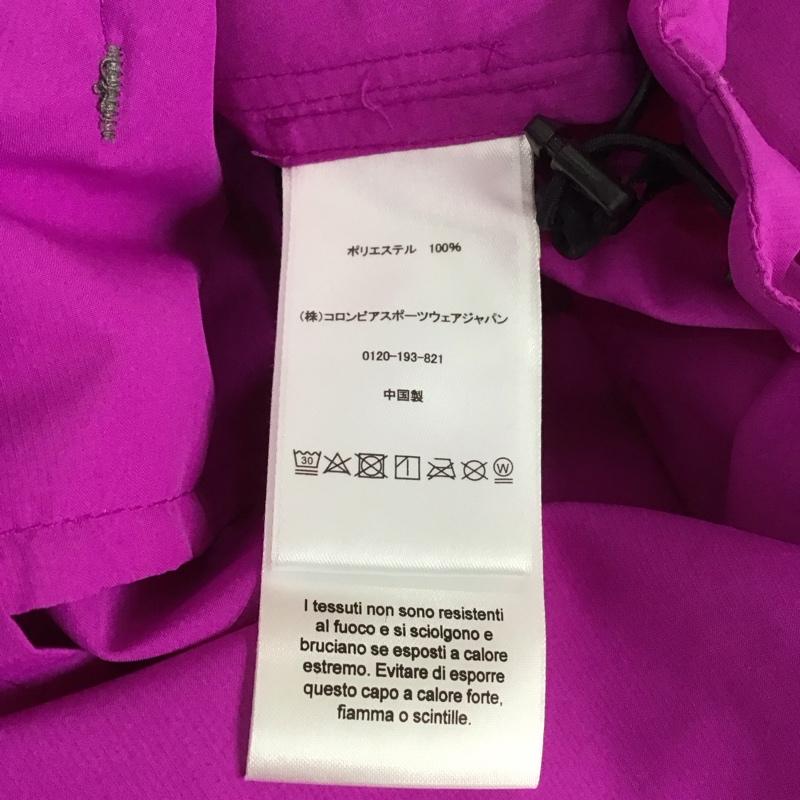 ポリエステル 100%
(株)コロンビアスポーツウェアジャパン
0120-193-821
中国製
30 W
I tessuti non sono resistenti
al fuoco e si sciolgono e
bruciano se esposti a calore
estremo. Evitare di esporre
questo capo a calore forte,
fiamma o scintille.